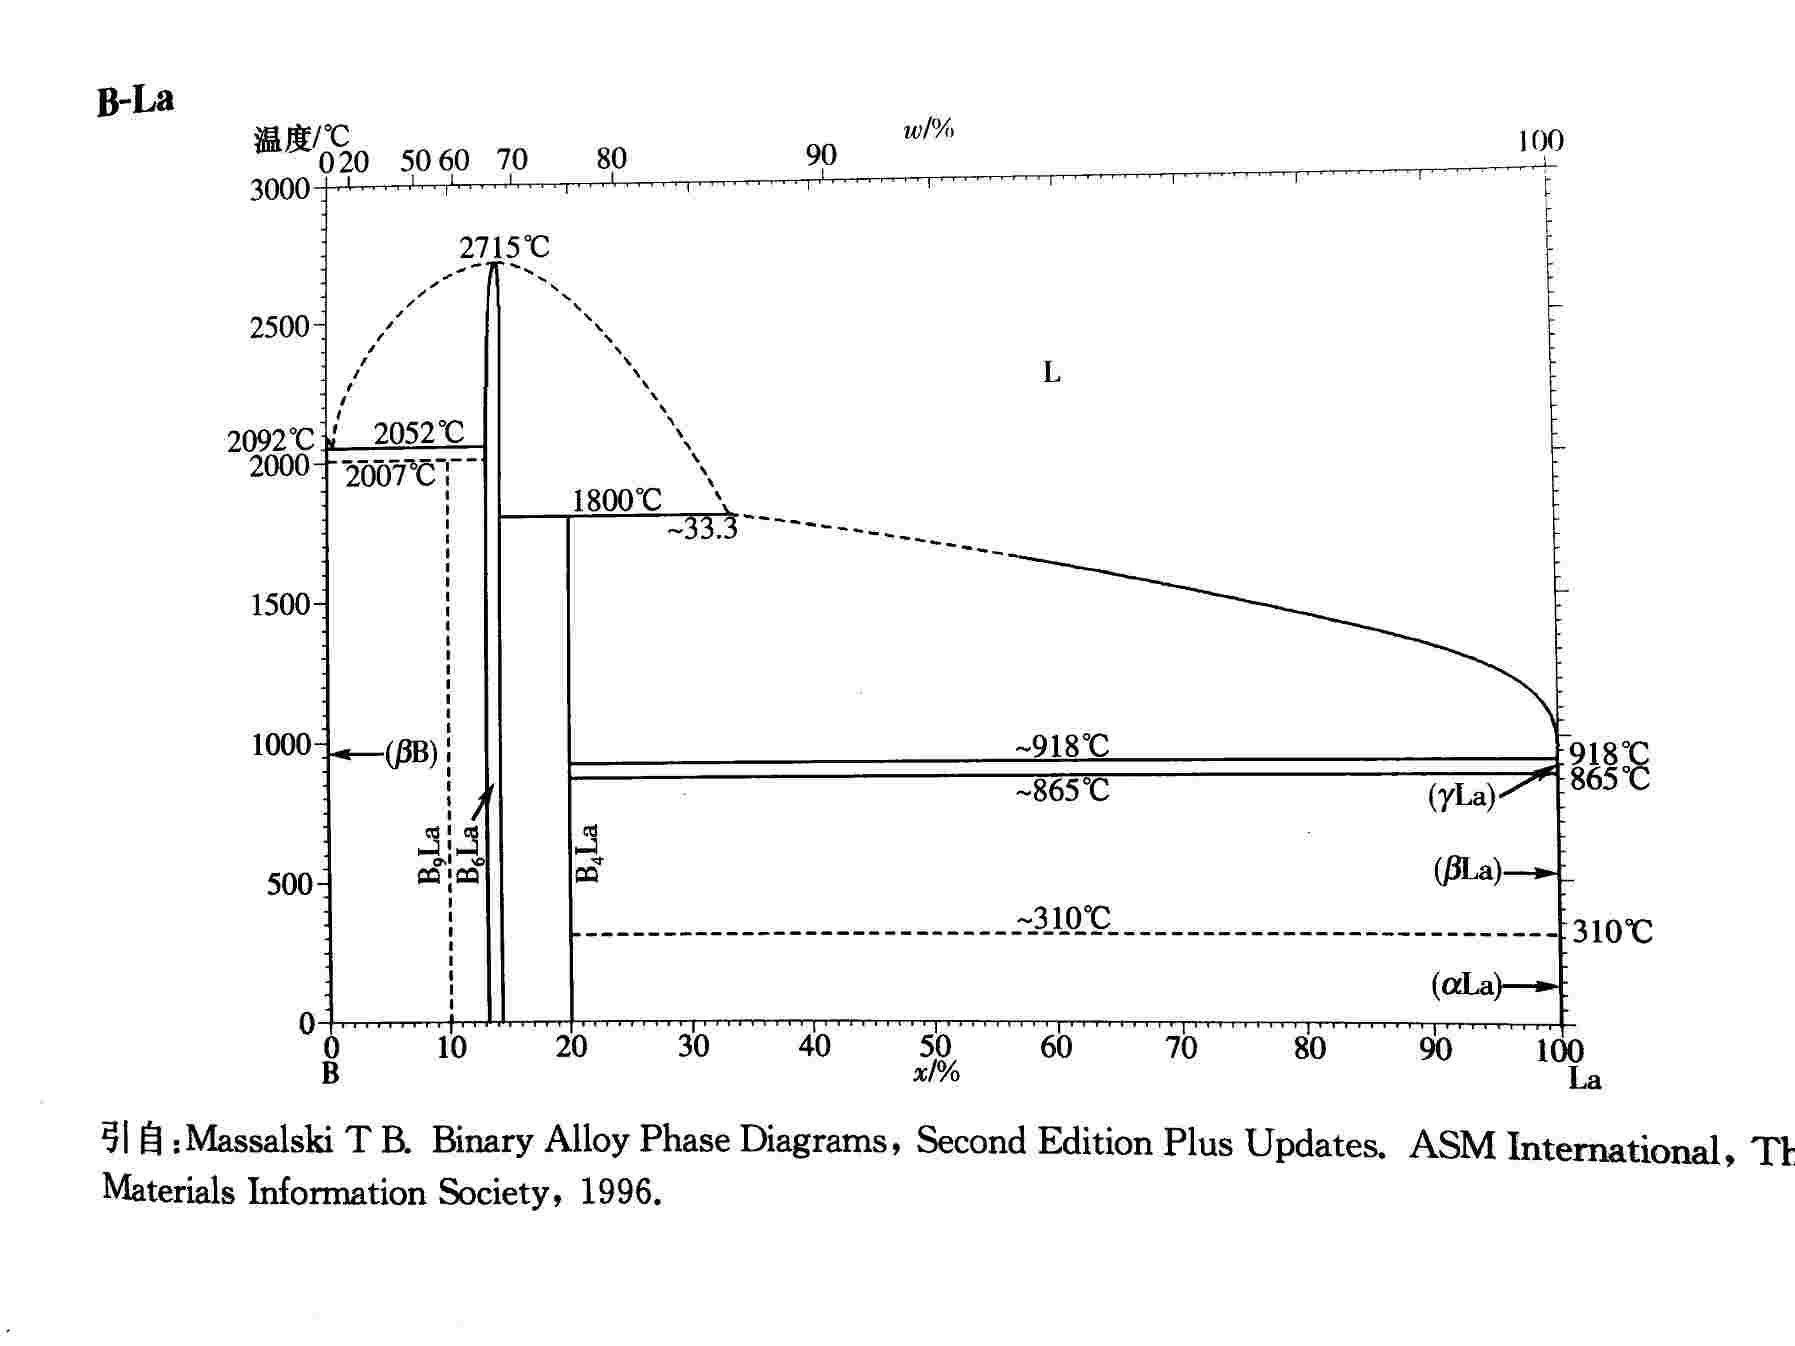 B-La
温度/℃
w/%
0 20 50 60 70 80 90 100
3000
2715℃
2500
L
2092℃ 2052℃
2000 2007℃
1800℃
~33.3
1500
1000 (βB) ~918℃ 918℃
~865℃ (γLa) 865℃
B₉La B₆La B₄La
500 (βLa)
~310℃ 310℃
(αLa)
0
0 10 20 30 40 50 60 70 80 90 100
B x/% La
引自:Massalski T B. Binary Alloy Phase Diagrams, Second Edition Plus Updates. ASM International, Th
Materials Information Society, 1996.